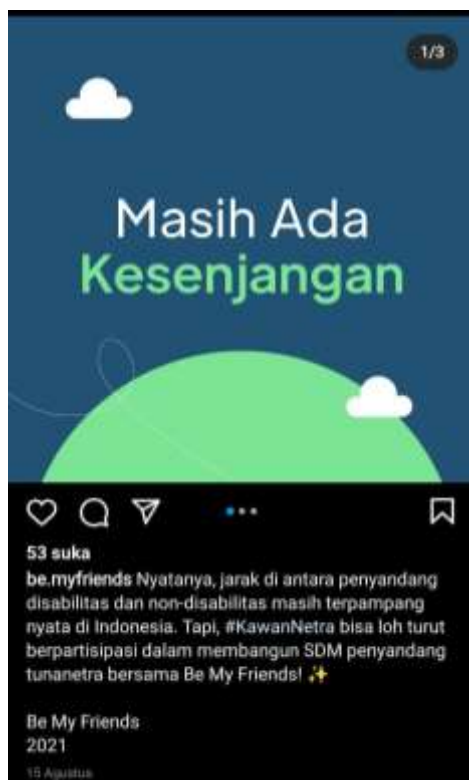 1/3
Masih Ada
Kesenjangan
53 suka
be.myfriends Nyatanya, jarak di antara penyandang
disabilitas dan non-disabilitas masih terpampang
nyata di Indonesia. Tapi, #KawanNetra bisa loh turut
berpartisipasi dalam membangun SDM penyandang
tunanetra bersama Be My Friends! ✨
Be My Friends
2021
15 Agustus